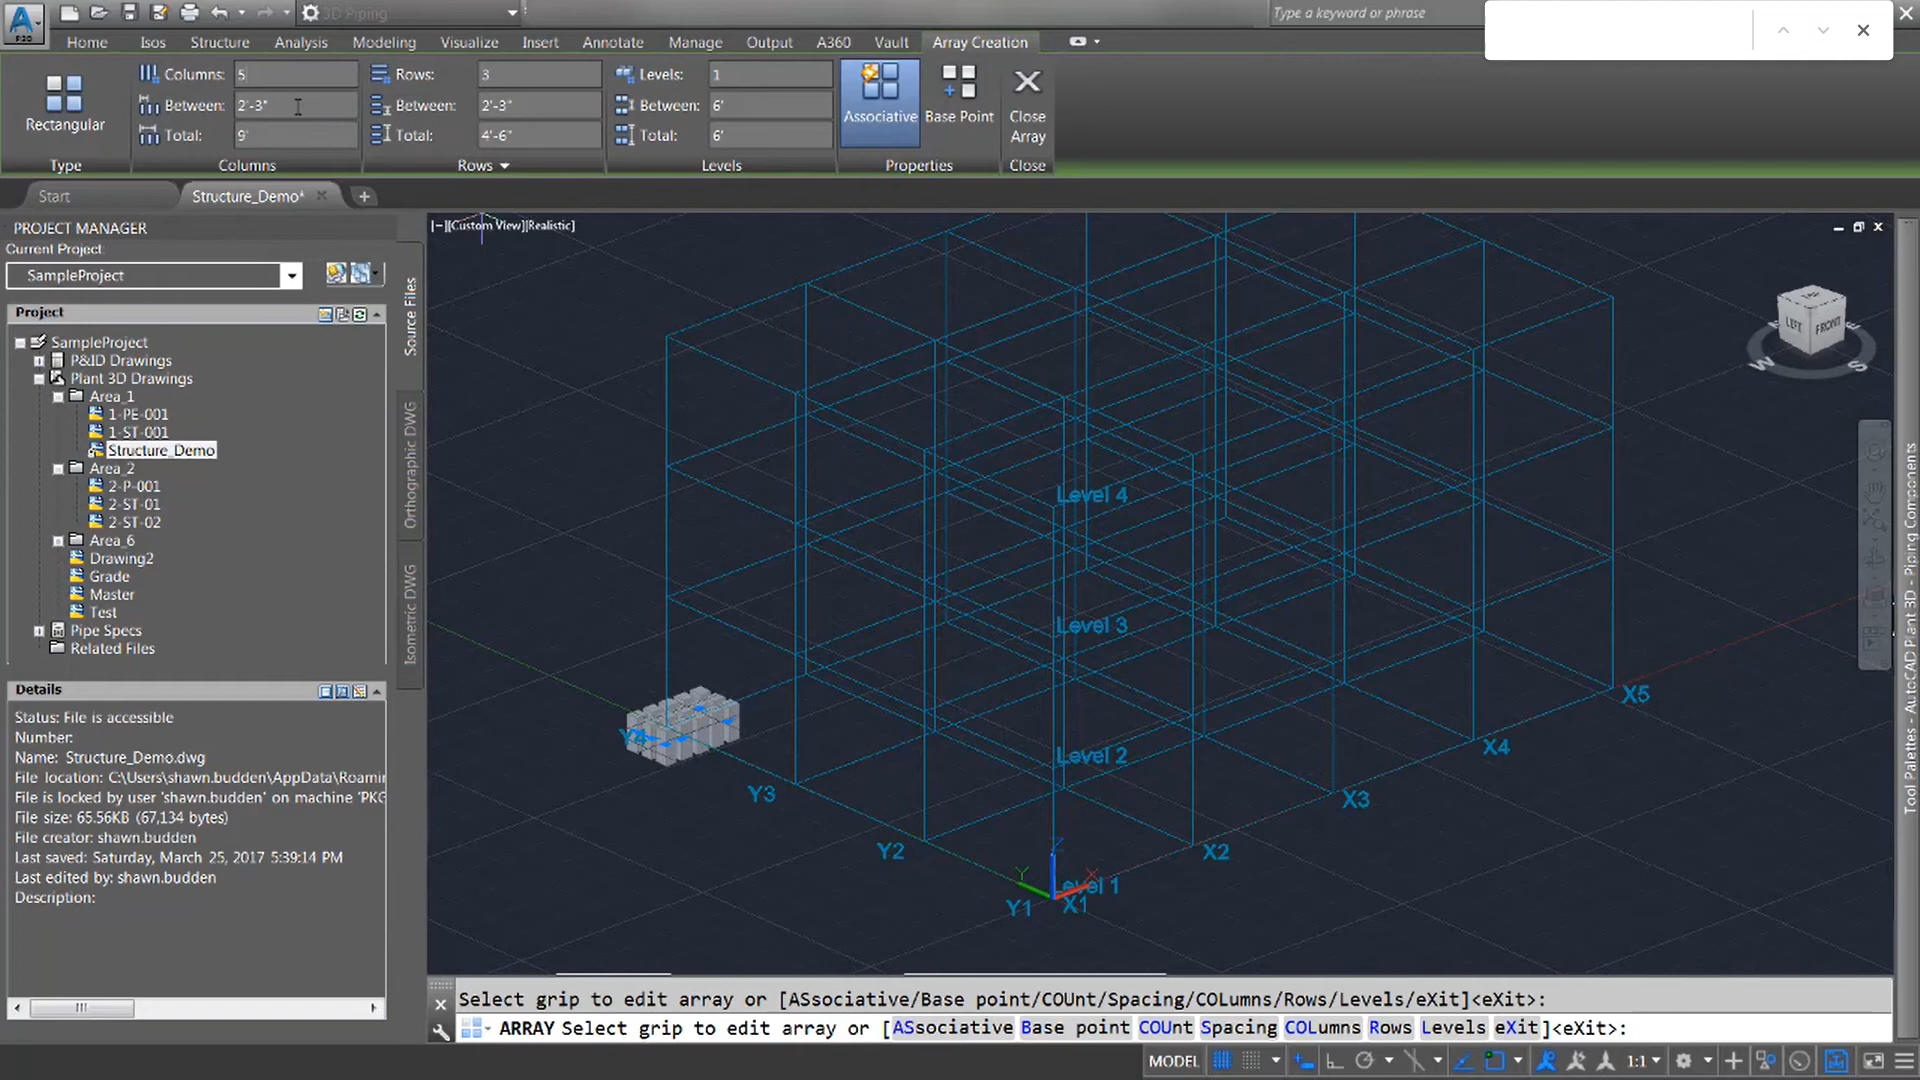 3D Piping
Type a keyword or phrase
P&ID
Home Isos Structure Analysis Modeling Visualize Insert Annotate Manage Output A360 Vault Array Creation
Rectangular
Type
Columns: 5
Between: 2'-3"
Total: 9'
Columns
Rows: 3
Between: 2'-3"
Total: 4'-6"
Rows
Levels: 1
Between: 6'
Total: 6'
Levels
Associative
Base Point
Properties
Close
Array
Close
Start
Structure_Demo*
PROJECT MANAGER
Current Project:
SampleProject
Project
SampleProject
P&ID Drawings
Plant 3D Drawings
Area_1
1-PE-001
1-ST-001
Structure_Demo
Area_2
2-P-001
2-ST-01
2-ST-02
Area_6
Drawing2
Grade
Master
Test
Pipe Specs
Related Files
Source Files
Orthographic DWG
Isometric DWG
Details
Status: File is accessible
Number:
Name: Structure_Demo.dwg
File location: C:\Users\shawn.budden\AppData\Roamir
File is locked by user 'shawn.budden' on machine 'PKG
File size: 65.56KB (67,134 bytes)
File creator: shawn.budden
Last saved: Saturday, March 25, 2017 5:39:14 PM
Last edited by: shawn.budden
Description:
[−][Custom View][Realistic]
Level 4
Level 3
Level 2
Level 1
X5
X4
X3
X2
X1
Y4
Y3
Y2
Y1
Z
Y
X
LEFT
FRONT
W
S
Tool Palettes - AutoCAD Plant 3D - Piping Components
Select grip to edit array or [ASsociative/Base point/COUnt/Spacing/COLumns/Rows/Levels/eXit]<eXit>:
ARRAY Select grip to edit array or [ASsociative Base point COUnt Spacing COLumns Rows Levels eXit]<eXit>:
MODEL
1:1